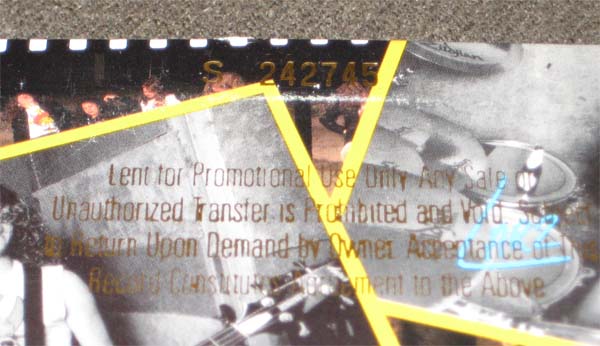 S 242745
Lent for Promotional Use Only Any Sale or
Unauthorized Transfer is Prohibited and Void. Subject
to Return Upon Demand by Owner. Acceptance of This
Record Constitutes Agreement to the Above